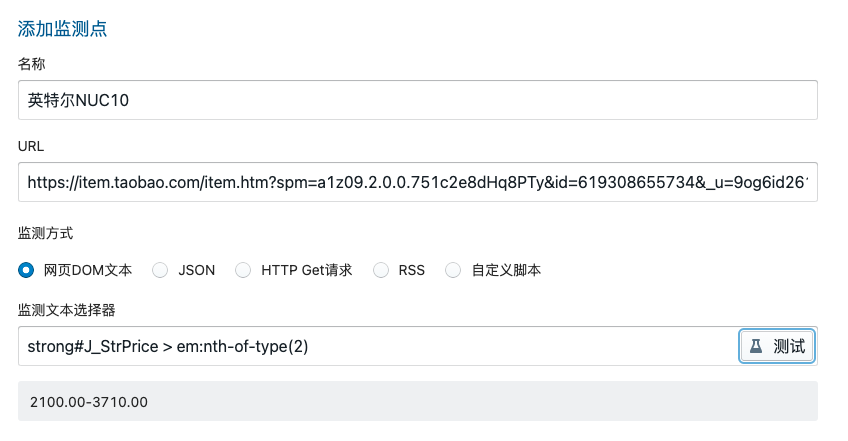 添加监测点
名称
英特尔NUC10
URL
https://item.taobao.com/item.htm?spm=a1z09.2.0.0.751c2e8dHq8PTy&id=619308655734&_u=9og6id261
监测方式
网页DOM文本 JSON HTTP Get请求 RSS 自定义脚本
监测文本选择器
strong#J_StrPrice > em:nth-of-type(2) 测试
2100.00-3710.00